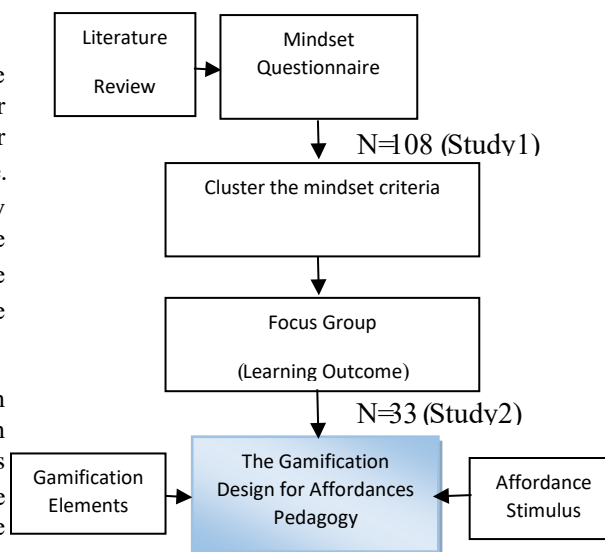 Literature
Review
Mindset
Questionnaire
N=108 (Study1)
Cluster the mindset criteria
Focus Group
(Learning Outcome)
N=33 (Study2)
Gamification
Elements
The Gamification
Design for Affordances
Pedagogy
Affordance
Stimulus